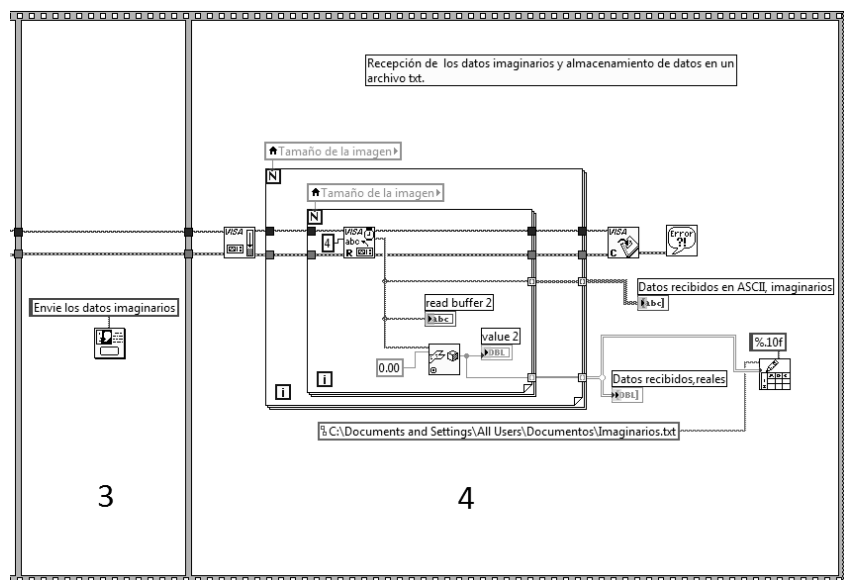 Recepción de los datos imaginarios y almacenamiento de datos en un
archivo txt.
Tamaño de la imagen
N
Tamaño de la imagen
N
VISA
4
VISA
abc
R
VISA
C
Error
?!
Envie los datos imaginarios
read buffer 2
abc
Datos recibidos en ASCII, imaginarios
abc]
value 2
DBL
0.00
%.10f
i
i
Datos recibidos,reales
DBL]
C:\Documents and Settings\All Users\Documentos\Imaginarios.txt
3
4